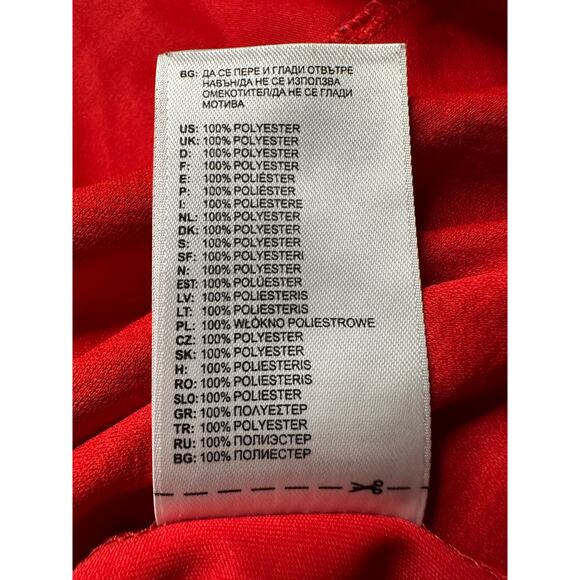 BG: ДА СЕ ПЕРЕ И ГЛАДИ ОТВЪТРЕ
НАВЪН/ДА НЕ СЕ ИЗПОЛЗВА
ОМЕКОТИТЕЛ/ДА НЕ СЕ ГЛАДИ
МОТИВА
US: 100% POLYESTER
UK: 100% POLYESTER
D: 100% POLYESTER
F: 100% POLYESTER
E: 100% POLIÉSTER
P: 100% POLIÉSTER
I: 100% POLIESTERE
NL: 100% POLYESTER
DK: 100% POLYESTER
S: 100% POLYESTER
SF: 100% POLYESTERI
N: 100% POLYESTER
EST: 100% POLÜESTER
LV: 100% POLIESTERIS
LT: 100% POLIESTERIS
PL: 100% WŁÓKNO POLIESTROWE
CZ: 100% POLYESTER
SK: 100% POLYESTER
H: 100% POLIESTERIS
RO: 100% POLIESTERIS
SLO: 100% POLIESTER
GR: 100% ΠΟΛΥΕΣΤΕΡ
TR: 100% POLYESTER
RU: 100% ПОЛИЭСТЕР
BG: 100% ПОЛИЕСТЕР